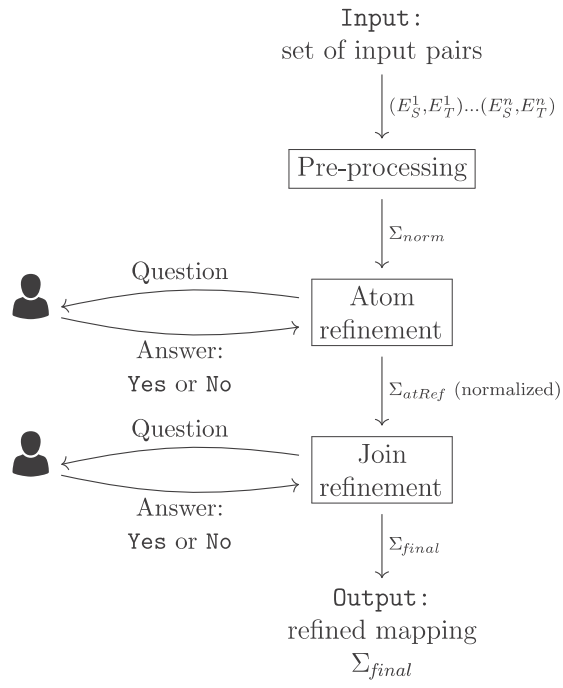 Input:
set of input pairs
(E_S^1,E_T^1)...(E_S^n,E_T^n)
Pre-processing
Σ_norm
Question
Atom
refinement
Answer:
Yes or No
Σ_atRef (normalized)
Question
Join
refinement
Answer:
Yes or No
Σ_final
Output:
refined mapping
Σ_final